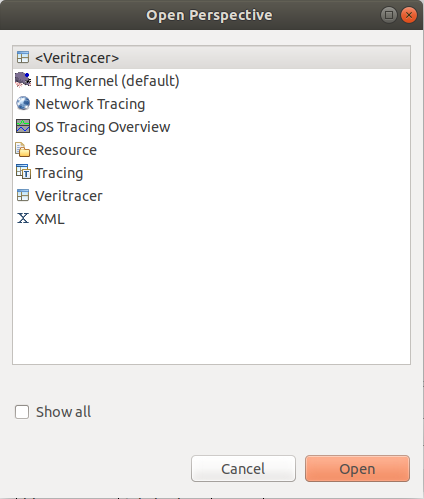 Open Perspective
<Veritracer>
LTTng Kernel (default)
Network Tracing
OS Tracing Overview
Resource
Tracing
Veritracer
XML
Show all
Cancel
Open